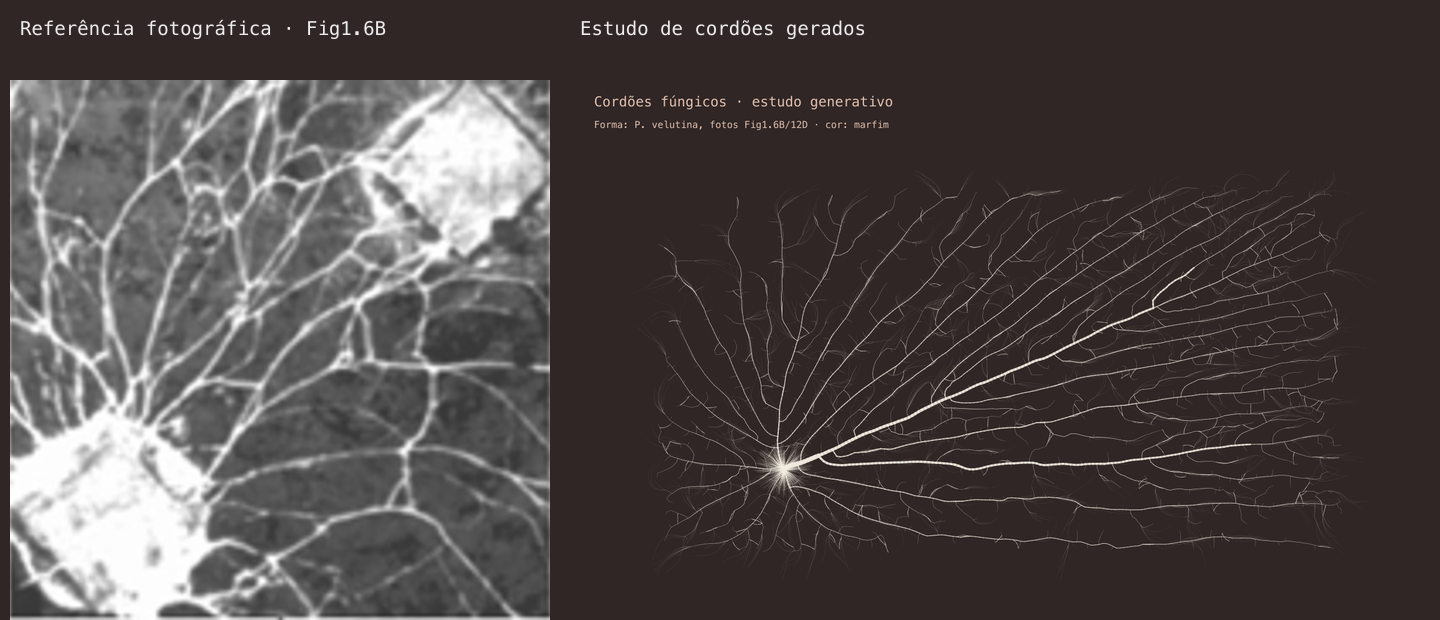 Referência fotográfica · Fig1.6B
Estudo de cordões gerados
Cordões fúngicos · estudo generativo
Forma: P. velutina, fotos Fig1.6B/12D · cor: marfim